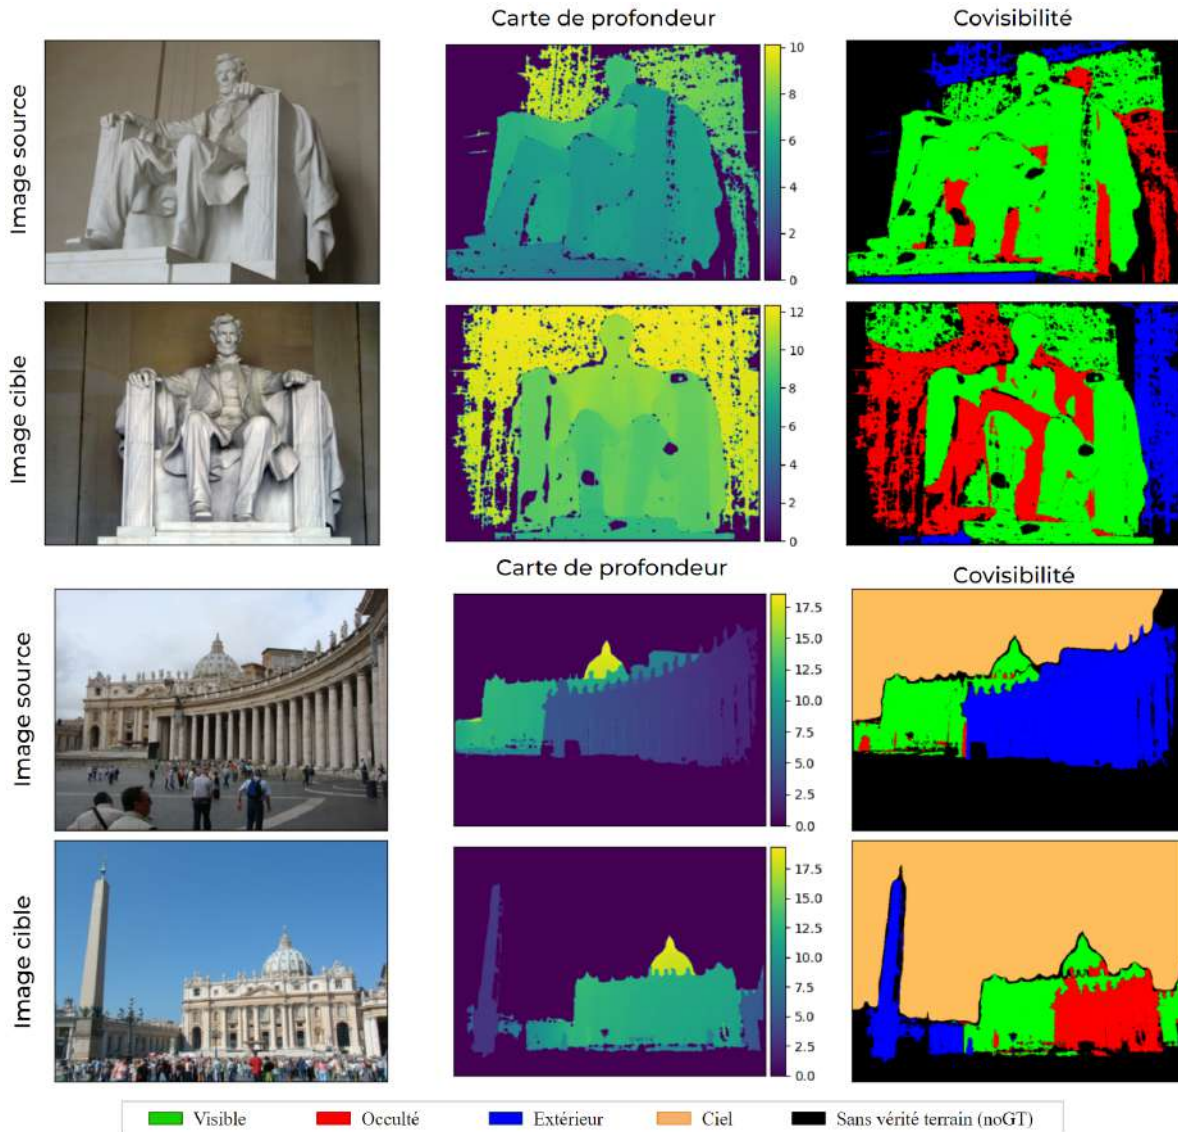 Carte de profondeur
Covisibilité
Image source
10
8
6
4
2
0
Image cible
12
10
8
6
4
2
0
Carte de profondeur
Covisibilité
Image source
17.5
15.0
12.5
10.0
7.5
5.0
2.5
0.0
Image cible
17.5
15.0
12.5
10.0
7.5
5.0
2.5
0.0
Visible
Occulté
Extérieur
Ciel
Sans vérité terrain (noGT)